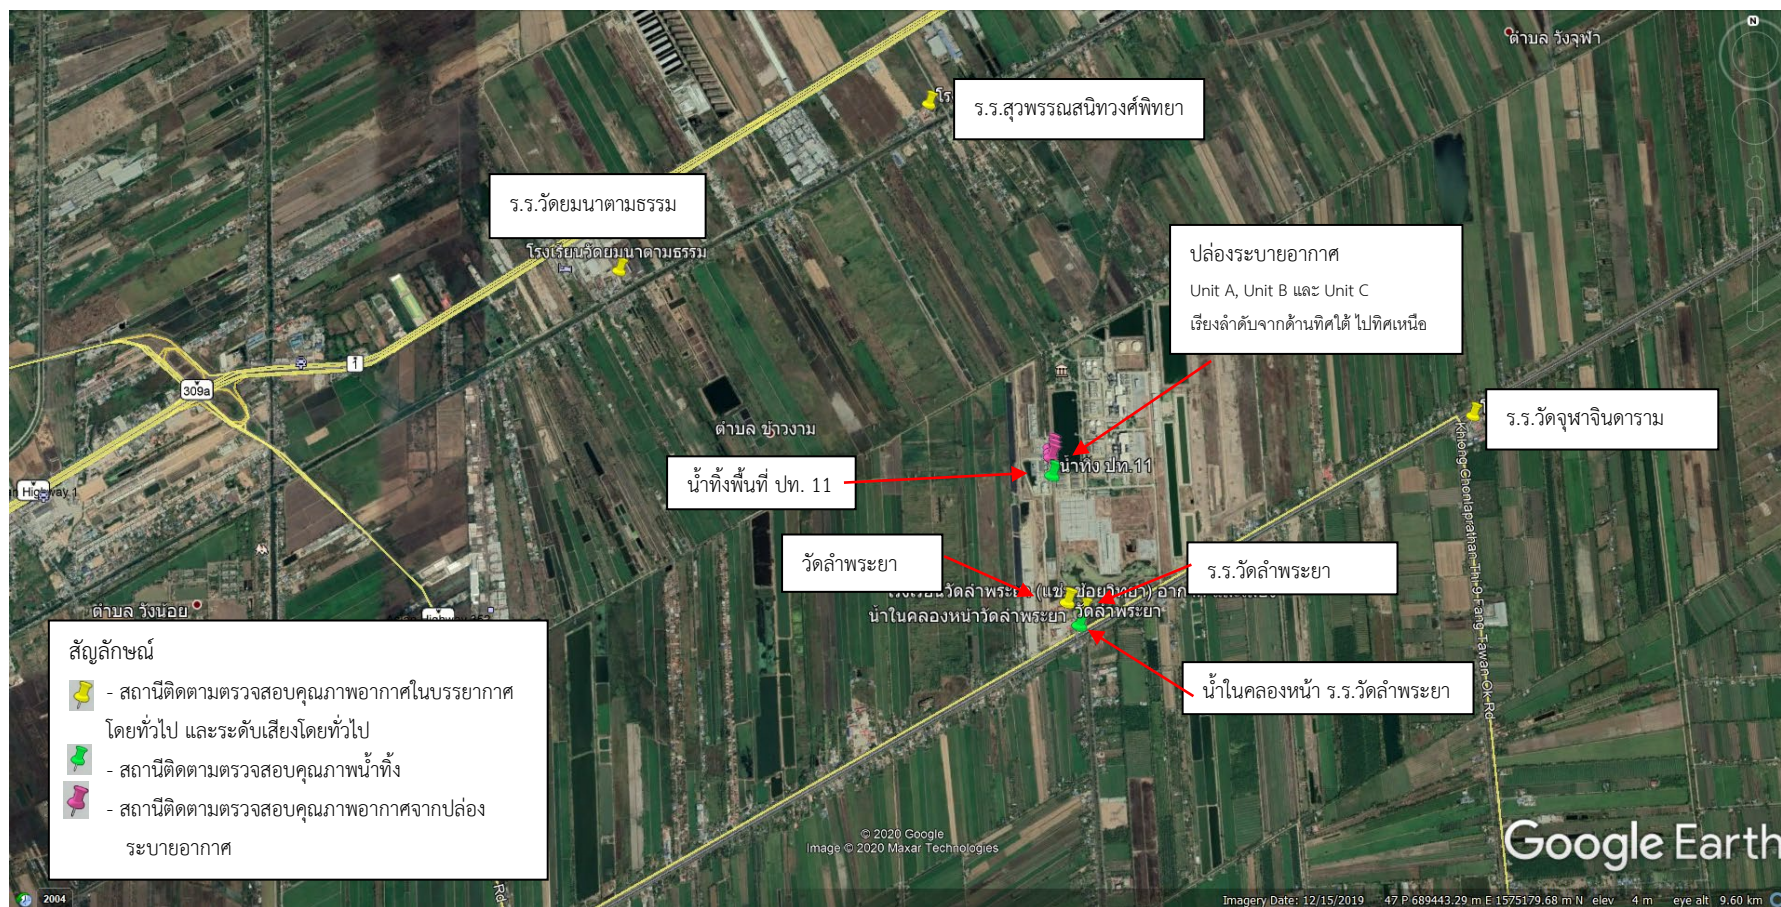 N
ตำบล วังจุฬา
ร.ร.สุวพรรณสนิทวงศ์พิทยา
ร.ร.วัดยมนาตามธรรม
โรงเรียนวัดยมนาตามธรรม
ปล่องระบายอากาศ
Unit A, Unit B และ Unit C
เรียงลำดับจากด้านทิศใต้ ไปทิศเหนือ
1
309a
ร.ร.วัดจุฬาจินดาราม
ตำบล ข้าวงาม
น้ำทิ้ง ปท.11
น้ำทิ้งพื้นที่ ปท. 11
Khlong Chonlaprathan Thi 9 Fang Tawan Ok Rd
วัดลำพระยา
ร.ร.วัดลำพระยา
น้ำในคลองหน้าวัดลำพระยา
วัดลำพระยา
ตำบล วังน้อย
น้ำในคลองหน้า ร.ร.วัดลำพระยา
สัญลักษณ์
- สถานีติดตามตรวจสอบคุณภาพอากาศในบรรยากาศ
โดยทั่วไป และระดับเสียงโดยทั่วไป
- สถานีติดตามตรวจสอบคุณภาพน้ำทิ้ง
- สถานีติดตามตรวจสอบคุณภาพอากาศจากปล่อง
ระบายอากาศ
© 2020 Google
Image © 2020 Maxar Technologies
Google Earth
Rd
2004
Imagery Date: 12/15/2019 47 P 689443.29 m E 1575179.68 m N elev 4 m eye alt 9.60 km